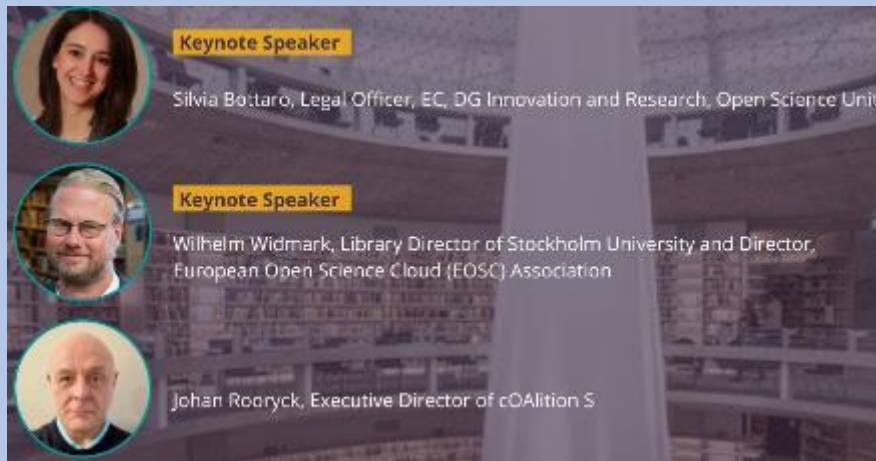 Keynote Speaker
Silvia Bottaro, Legal Officer, EC, DG Innovation and Research, Open Science Unit
Keynote Speaker
Wilhelm Widmark, Library Director of Stockholm University and Director,
European Open Science Cloud (EOSC) Association
Johan Rooryck, Executive Director of cOAlition S